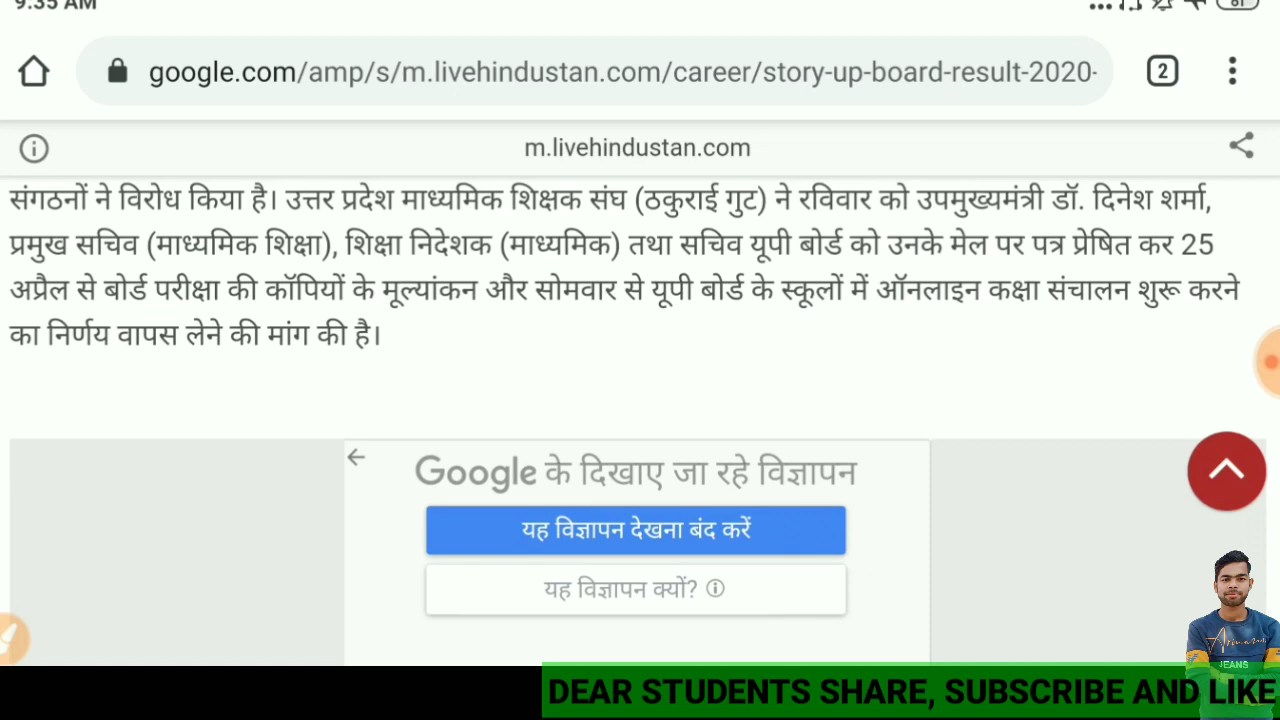 9:35 AM
google.com/amp/s/m.livehindustan.com/career/story-up-board-result-2020-
2
m.livehindustan.com
संगठनों ने विरोध किया है। उत्तर प्रदेश माध्यमिक शिक्षक संघ (ठकुराई गुट) ने रविवार को उपमुख्यमंत्री डॉ. दिनेश शर्मा,
प्रमुख सचिव (माध्यमिक शिक्षा), शिक्षा निदेशक (माध्यमिक) तथा सचिव यूपी बोर्ड को उनके मेल पर पत्र प्रेषित कर 25
अप्रैल से बोर्ड परीक्षा की कॉपियों के मूल्यांकन और सोमवार से यूपी बोर्ड के स्कूलों में ऑनलाइन कक्षा संचालन शुरू करने
का निर्णय वापस लेने की मांग की है।
Google के दिखाए जा रहे विज्ञापन
यह विज्ञापन देखना बंद करें
यह विज्ञापन क्यों?
JEANS
DEAR STUDENTS SHARE, SUBSCRIBE AND LIKE